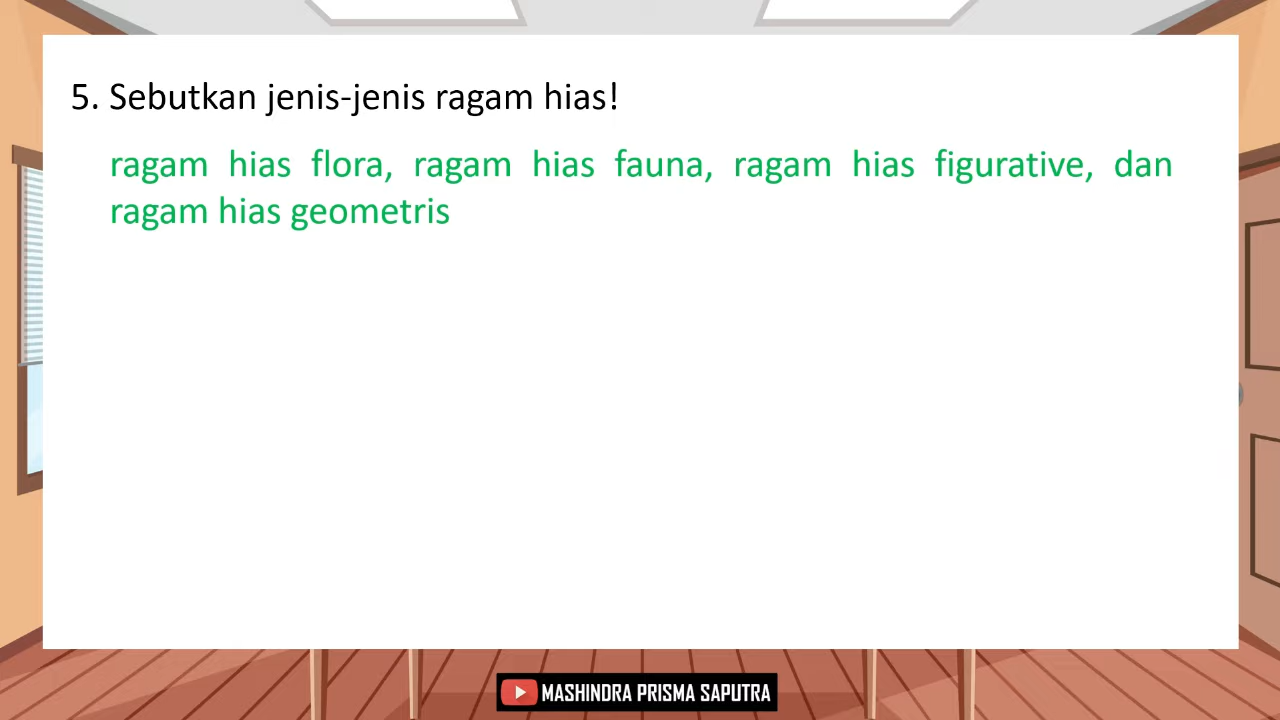 5. Sebutkan jenis-jenis ragam hias!
ragam hias flora, ragam hias fauna, ragam hias figurative, dan
ragam hias geometris
MASHINDRA PRISMA SAPUTRA